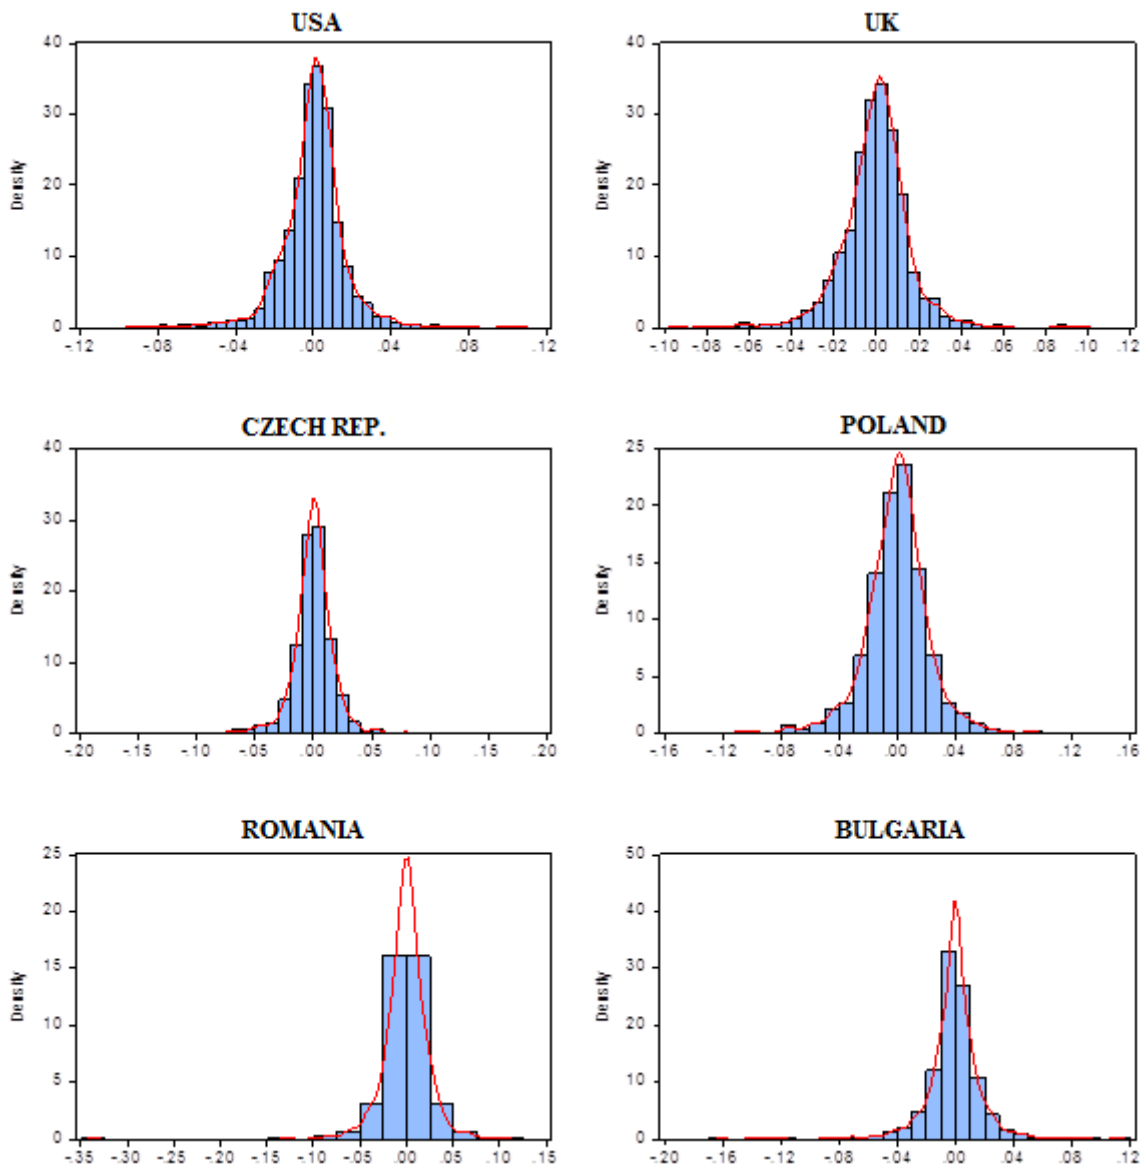 USA
40
30
20
10
0
Density
-.12 -.08 -.04 .00 .04 .08 .12
UK
40
30
20
10
0
Density
-.10 -.08 -.06 -.04 -.02 .00 .02 .04 .06 .08 .10 .12
CZECH REP.
40
30
20
10
0
Density
-.20 -.15 -.10 -.05 .00 .05 .10 .15 .20
POLAND
25
20
15
10
5
0
Density
-.16 -.12 -.08 -.04 .00 .04 .08 .12 .16
ROMANIA
25
20
15
10
5
0
Density
-.35 -.30 -.25 -.20 -.15 -.10 -.05 .00 .05 .10 .15
BULGARIA
50
40
30
20
10
0
Density
-.20 -.16 -.12 -.08 -.04 .00 .04 .08 .12